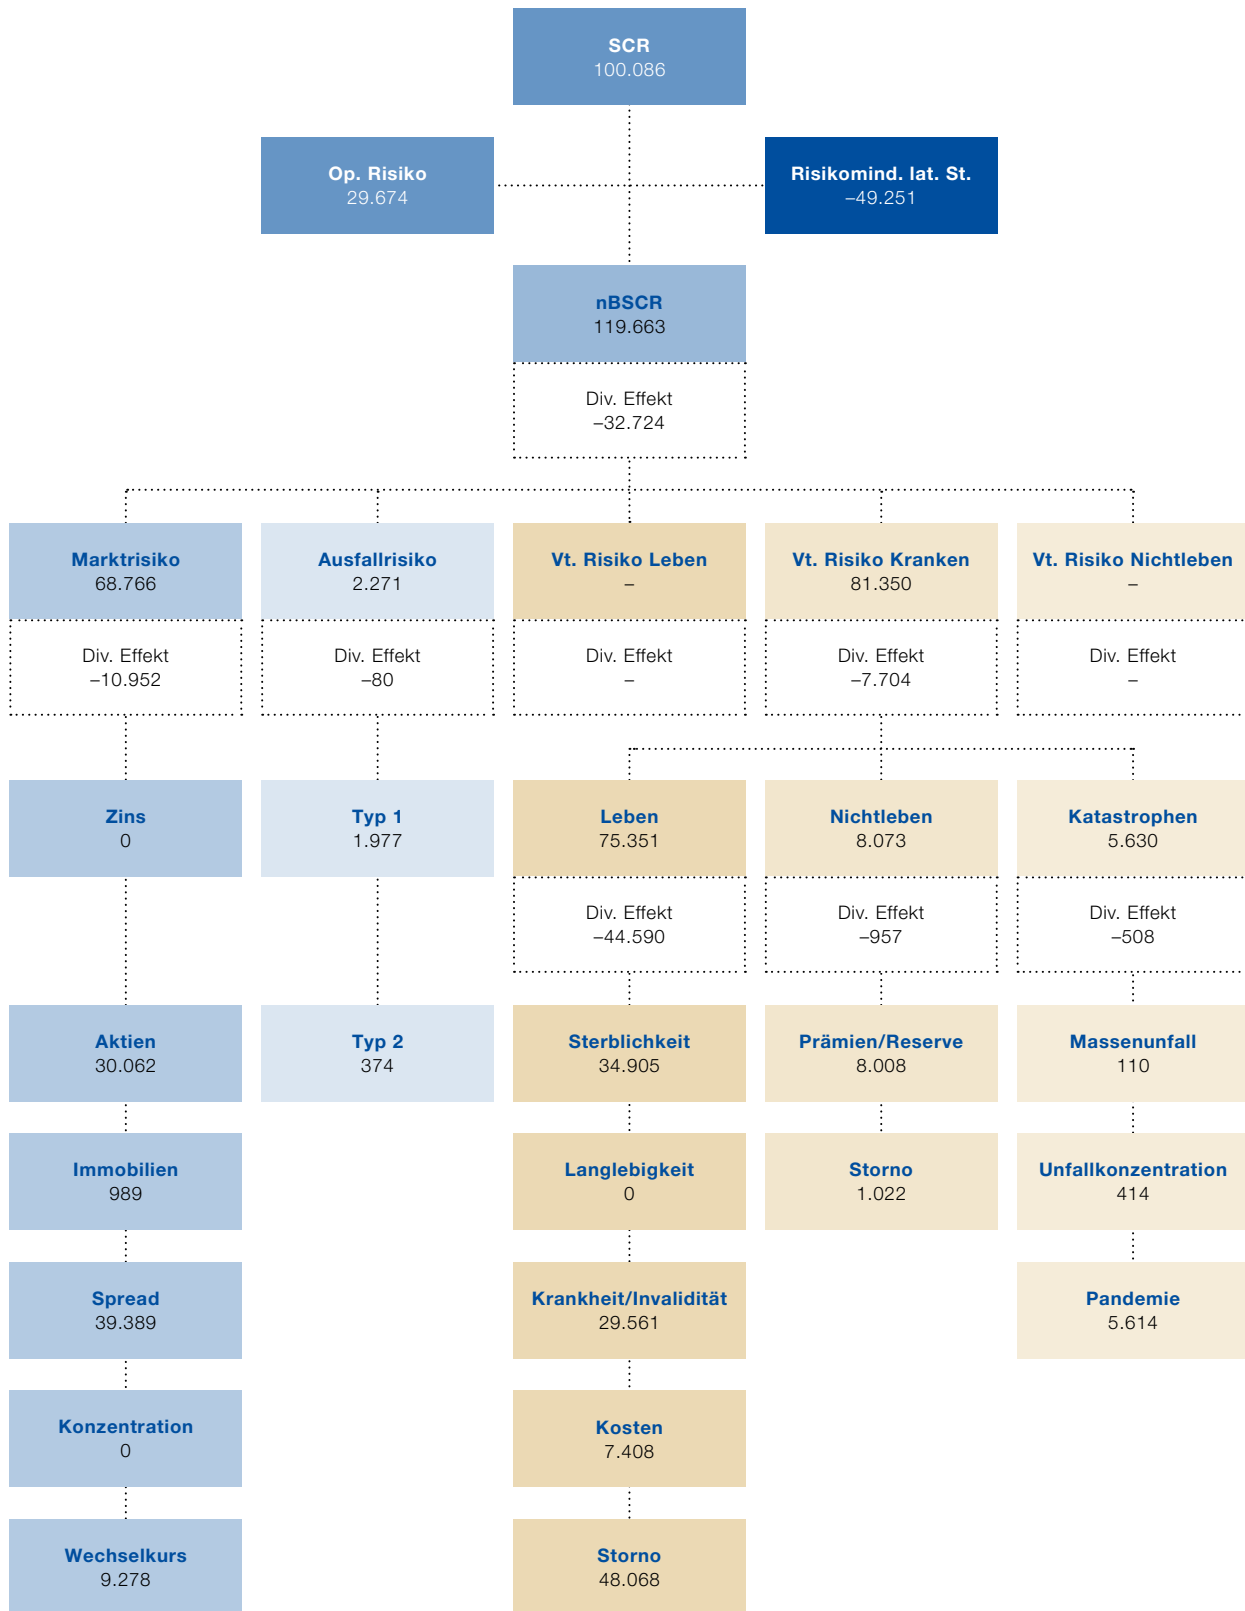 SCR
100.086
Op. Risiko
29.674
Risikomind. lat. St.
–49.251
nBSCR
119.663
Div. Effekt
–32.724
Marktrisiko
68.766
Div. Effekt
–10.952
Ausfallrisiko
2.271
Div. Effekt
–80
Vt. Risiko Leben
–
Div. Effekt
–
Vt. Risiko Kranken
81.350
Div. Effekt
–7.704
Vt. Risiko Nichtleben
–
Div. Effekt
–
Zins
0
Typ 1
1.977
Leben
75.351
Div. Effekt
–44.590
Nichtleben
8.073
Div. Effekt
–957
Katastrophen
5.630
Div. Effekt
–508
Aktien
30.062
Typ 2
374
Sterblichkeit
34.905
Prämien/Reserve
8.008
Massenunfall
110
Immobilien
989
Langlebigkeit
0
Storno
1.022
Unfallkonzentration
414
Spread
39.389
Krankheit/Invalidität
29.561
Pandemie
5.614
Konzentration
0
Kosten
7.408
Wechselkurs
9.278
Storno
48.068